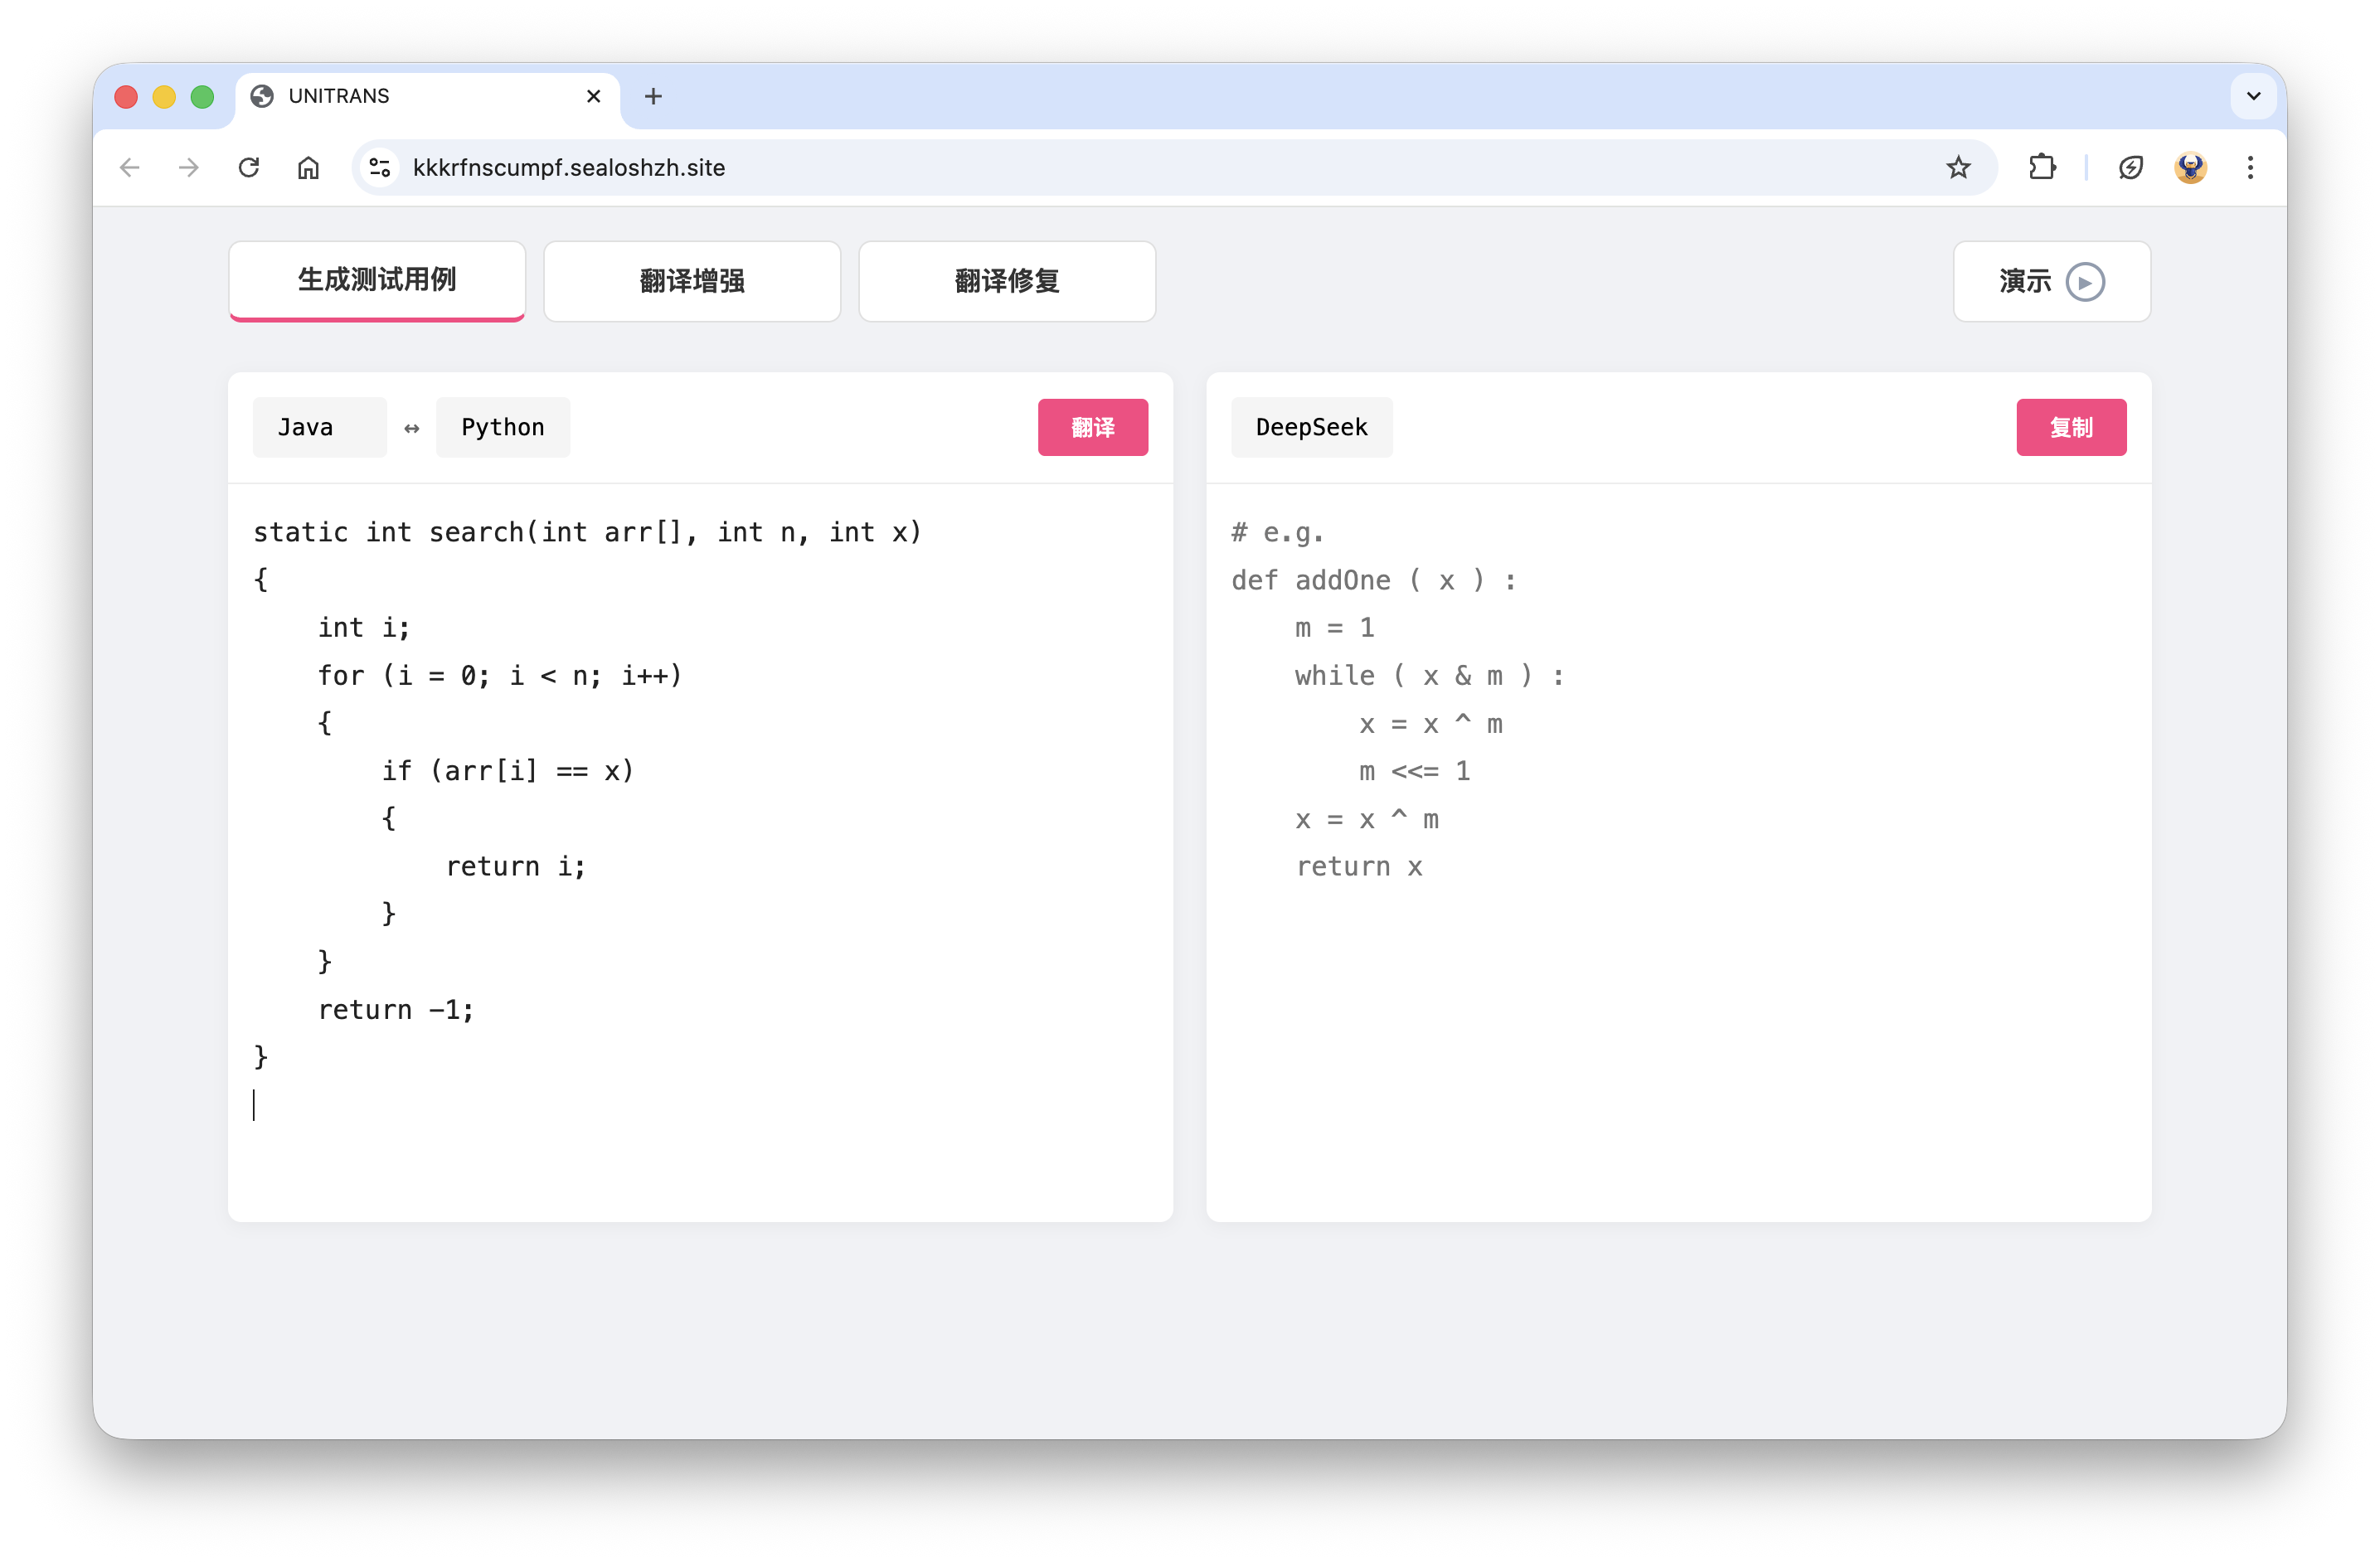 UNITRANS
kkkrfnscumpf.sealoshzh.site
生成测试用例
翻译增强
翻译修复
演示
Java ↔ Python
翻译
static int search(int arr[], int n, int x)
{
    int i;
    for (i = 0; i < n; i++)
    {
        if (arr[i] == x)
        {
            return i;
        }
    }
    return -1;
}
DeepSeek
复制
# e.g.
def addOne ( x ) :
    m = 1
    while ( x & m ) :
        x = x ^ m
        m <<= 1
    x = x ^ m
    return x